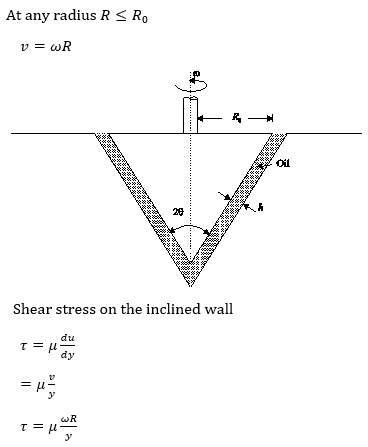 At any radius R ≤ R₀
v = ωR
ω
R₀
Oil
2θ
h
Shear stress on the inclined wall
τ = μ du/dy
= μ v/y
τ = μ ωR/y